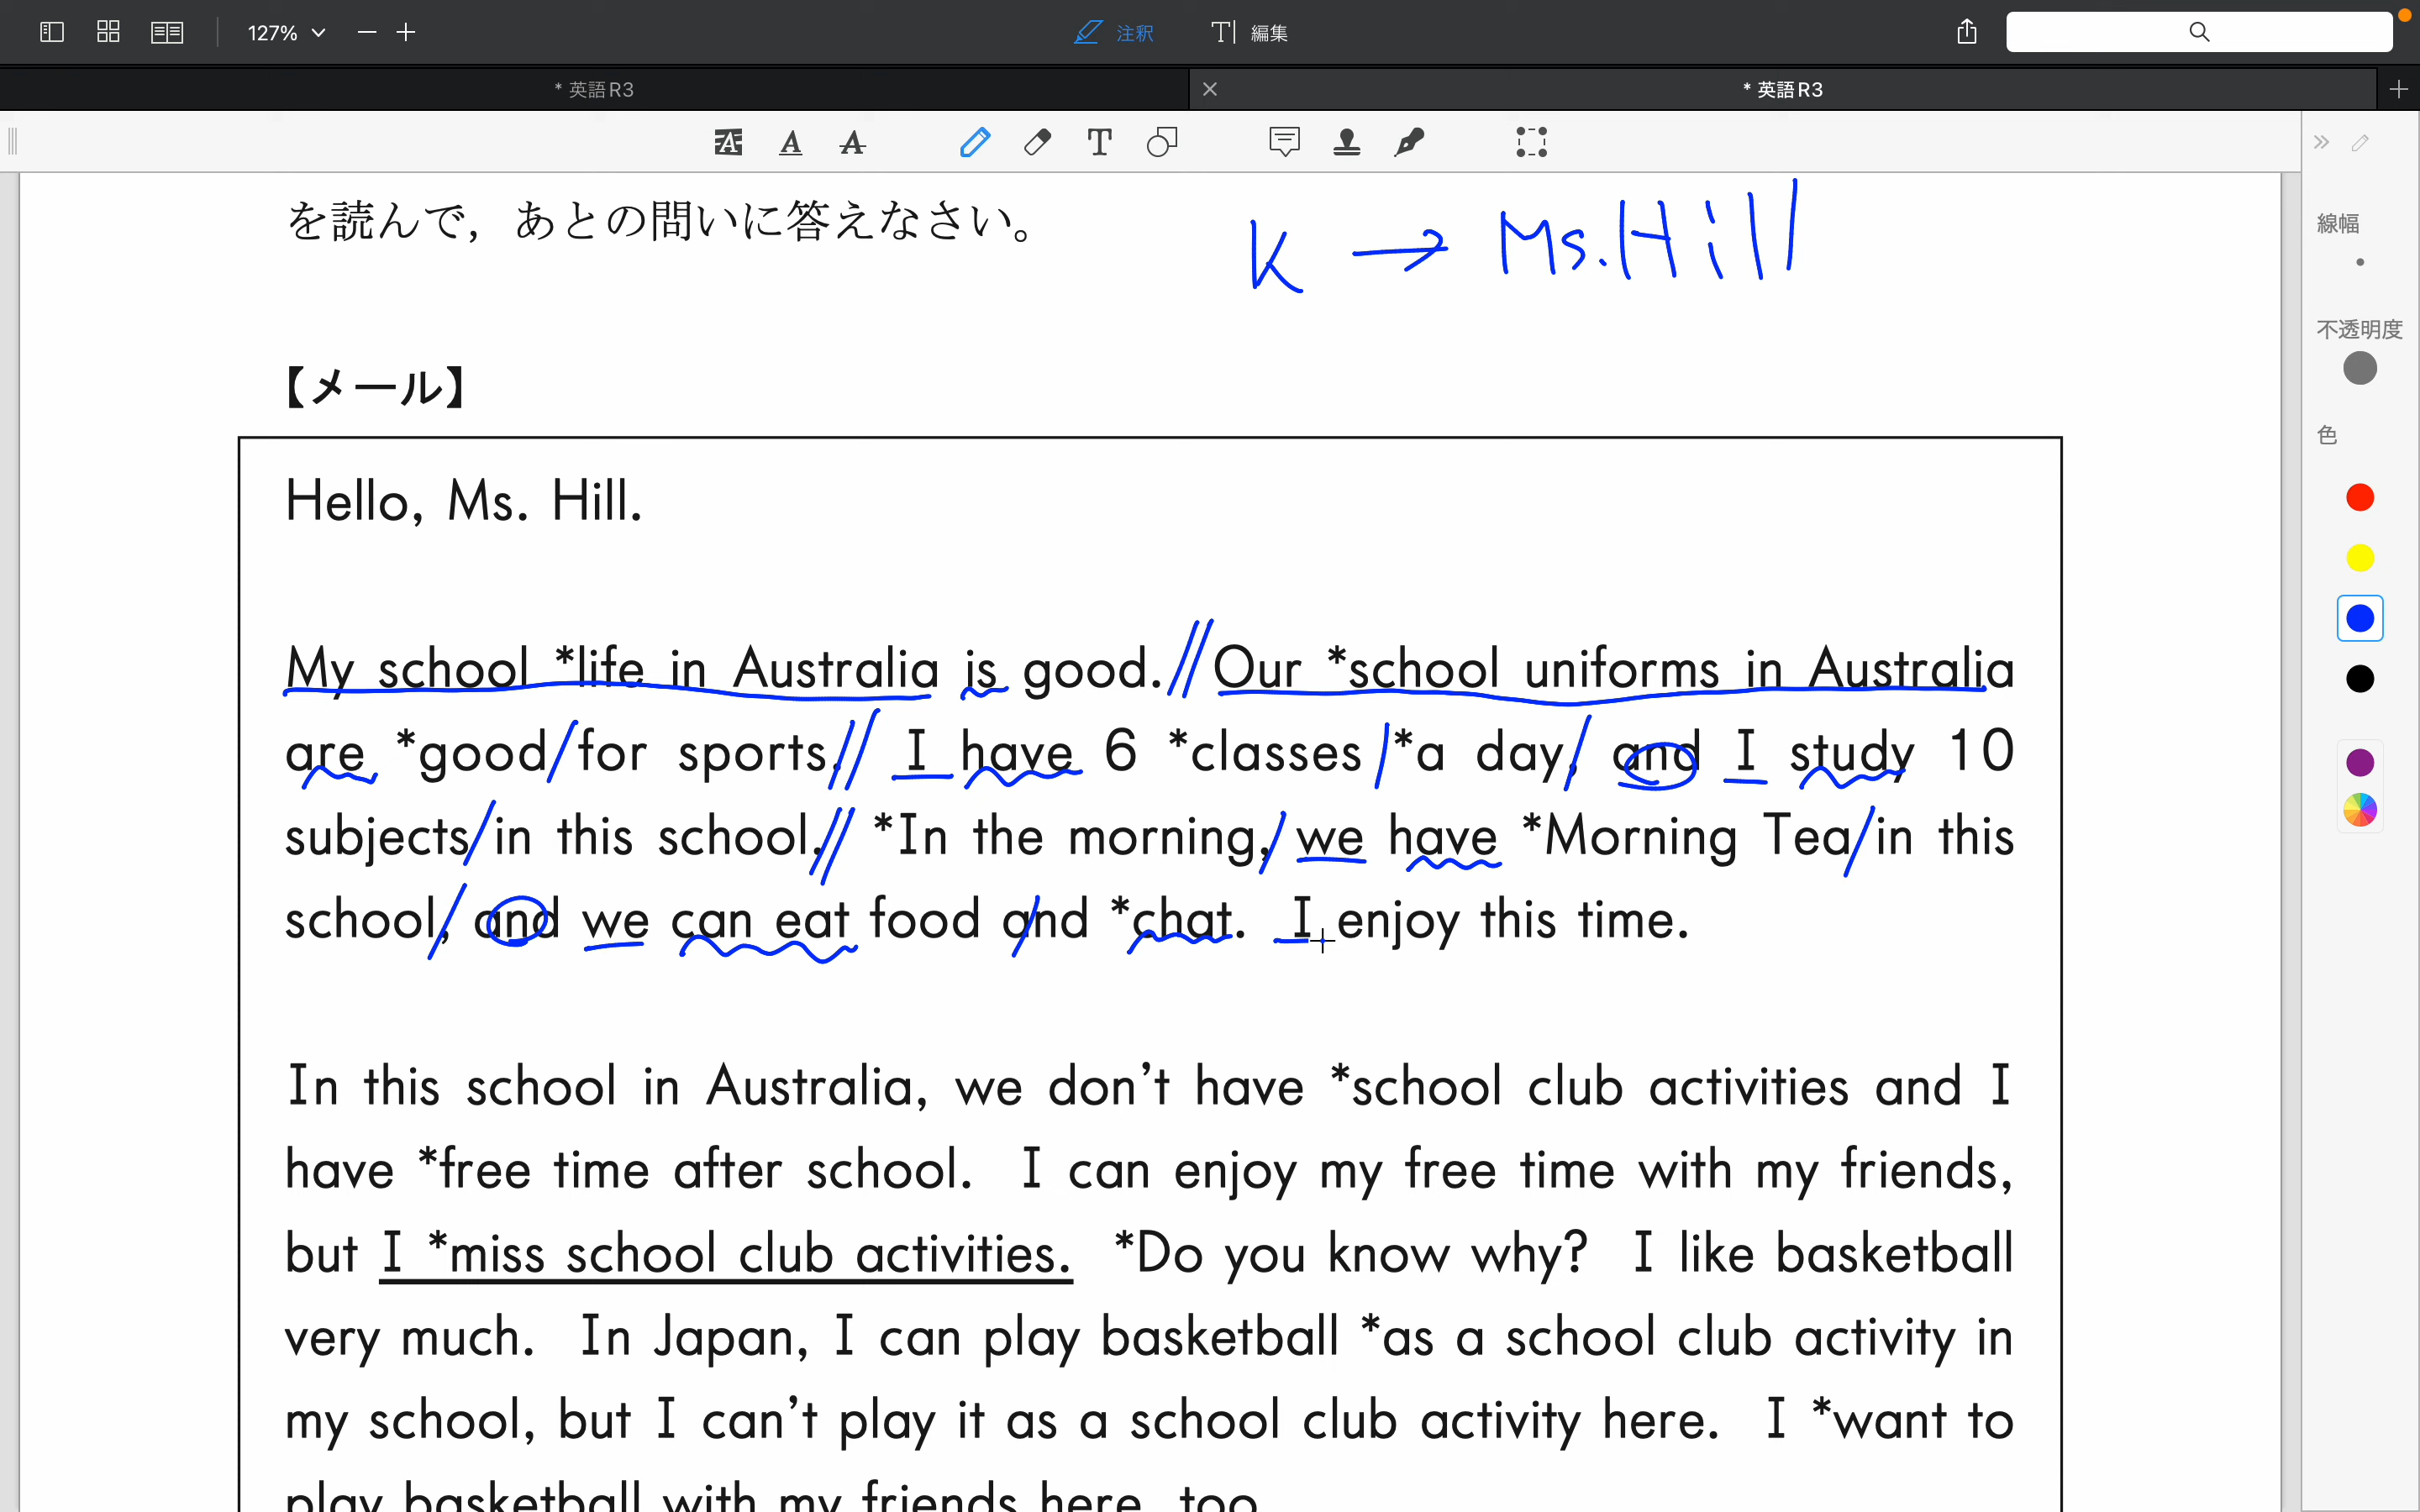 127%
注釈
編集
* 英語R3
* 英語R3
線幅
不透明度
色
を読んで，あとの問いに答えなさい。
K → Ms.Hill
【メール】
Hello, Ms. Hill.
My school *life in Australia is good. Our *school uniforms in Australia
are *good for sports. I have 6 *classes *a day, and I study 10
subjects in this school. *In the morning, we have *Morning Tea in this
school, and we can eat food and *chat. I enjoy this time.
In this school in Australia, we don't have *school club activities and I
have *free time after school. I can enjoy my free time with my friends,
but I *miss school club activities. *Do you know why? I like basketball
very much. In Japan, I can play basketball *as a school club activity in
my school, but I can't play it as a school club activity here. I *want to
play basketball with my friends here, too